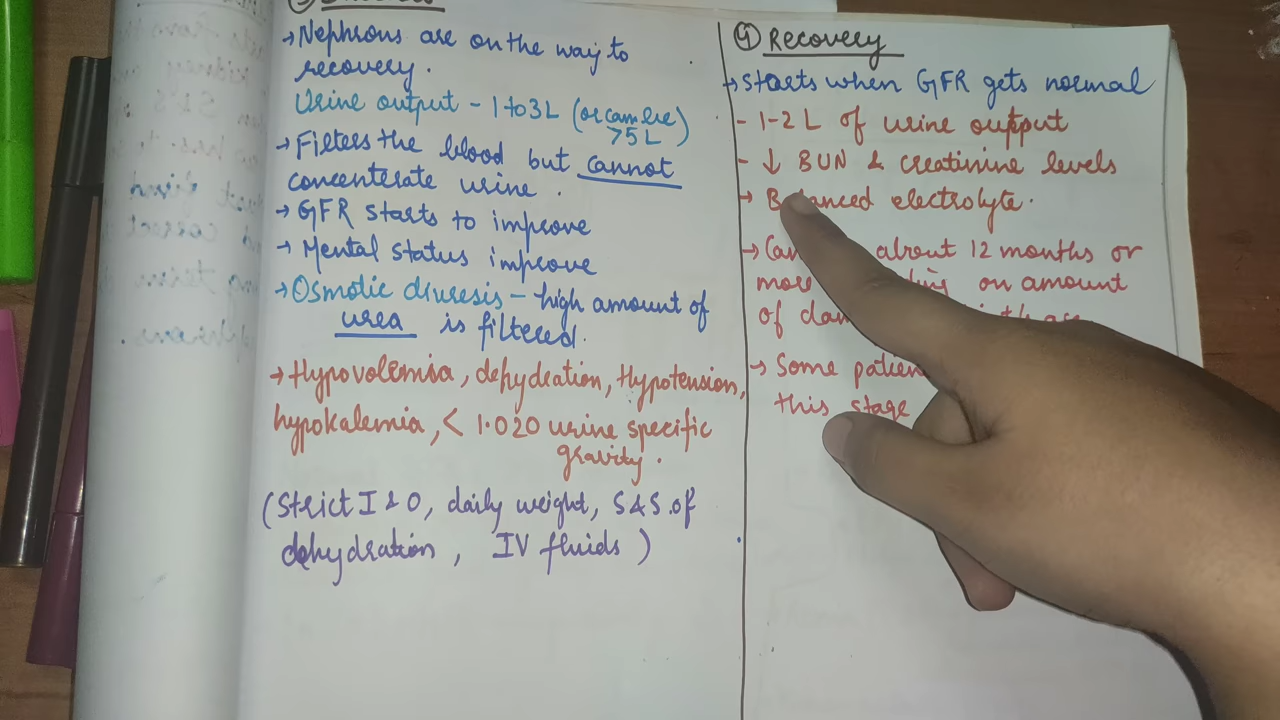 → Nephrons are on the way to
recovery.
Urine output - 1 to 3L (or can be
>5L)
→ Filters the blood but cannot
concenterate urine.
→ GFR starts to improve
→ Mental status improve
→ Osmotic diuresis - high amount of
urea is filtered.
→ Hypovolemia, dehydration, Hypotension,
hypokalemia, < 1.020 urine specific
gravity.
(Strict I & O, daily weight, S&S of
dehydration, IV fluids)
④ Recovery
→ starts when GFR gets normal
- 1-2 L of urine output
- ↓ BUN & creatinine levels
→ electrolyte.
→ about 12 months or
more on amount
of
→ Some
this stage